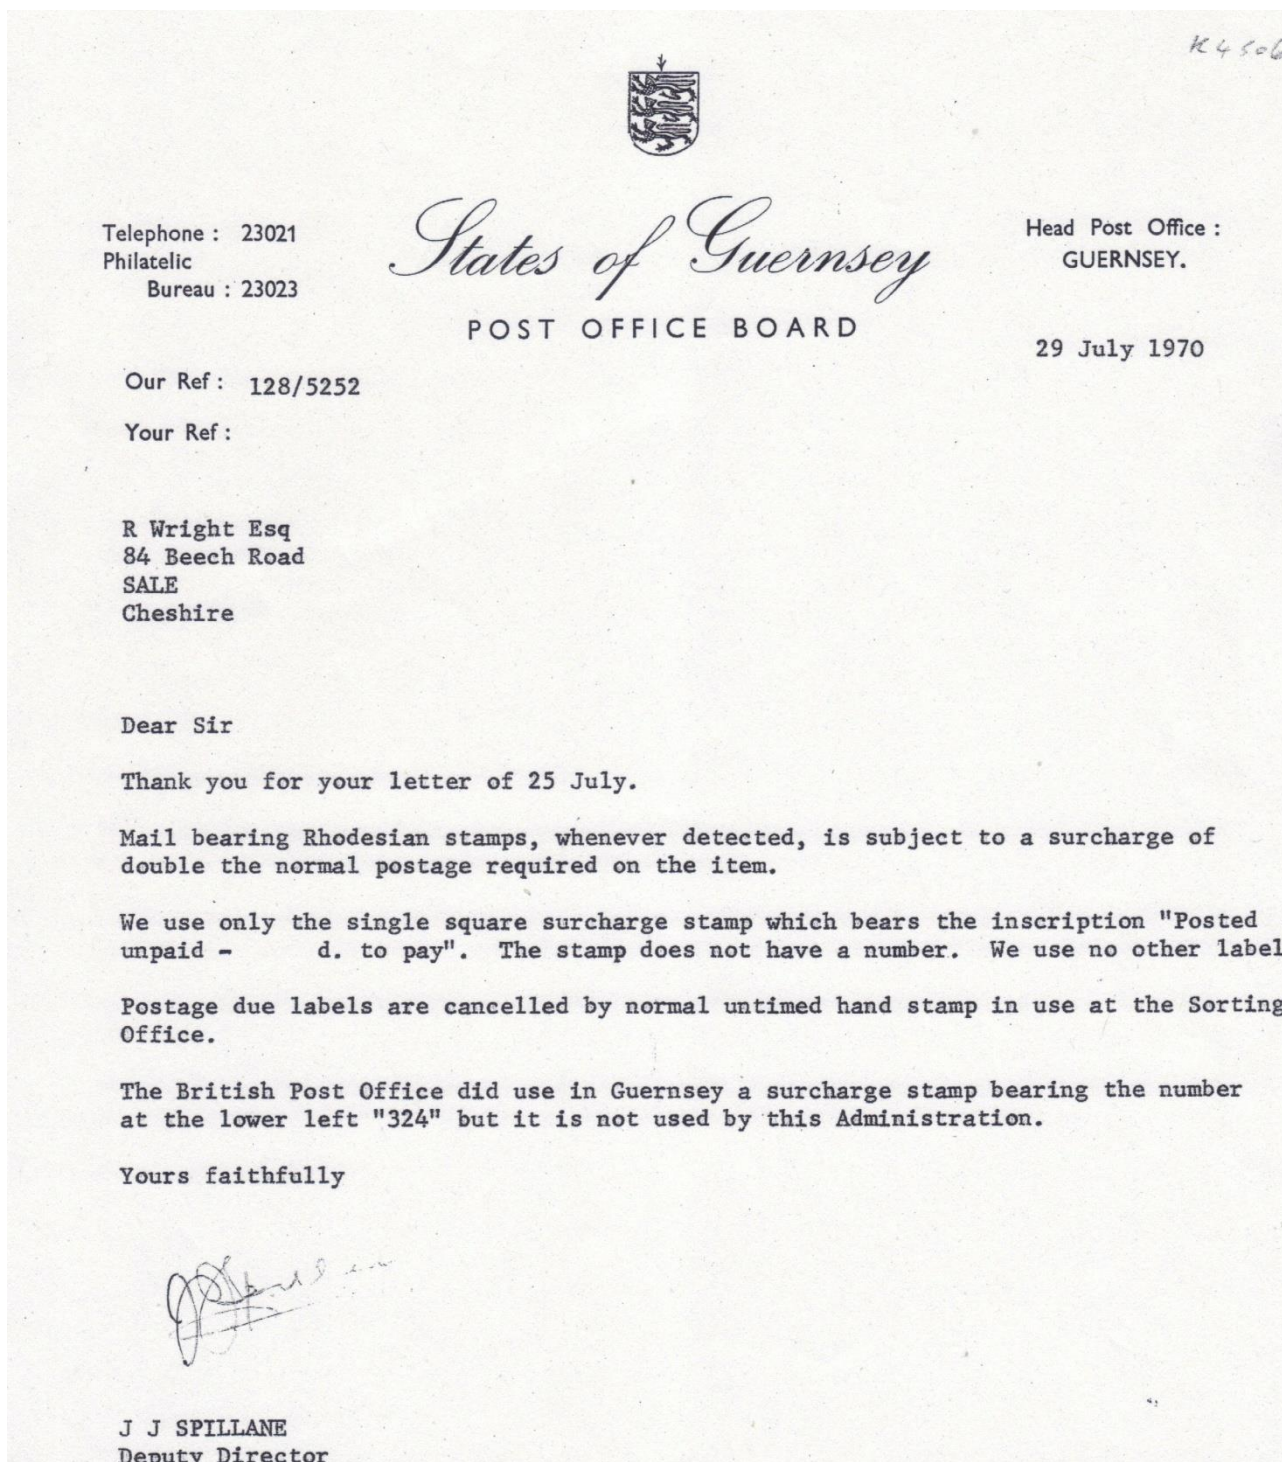 K4506
Telephone : 23021
Philatelic
Bureau : 23023
States of Guernsey
POST OFFICE BOARD
Head Post Office :
GUERNSEY.
29 July 1970
Our Ref : 128/5252
Your Ref :
R Wright Esq
84 Beech Road
SALE
Cheshire
Dear Sir
Thank you for your letter of 25 July.
Mail bearing Rhodesian stamps, whenever detected, is subject to a surcharge of
double the normal postage required on the item.
We use only the single square surcharge stamp which bears the inscription "Posted
unpaid - d. to pay". The stamp does not have a number. We use no other label
Postage due labels are cancelled by normal untimed hand stamp in use at the Sorting
Office.
The British Post Office did use in Guernsey a surcharge stamp bearing the number
at the lower left "324" but it is not used by this Administration.
Yours faithfully
J J SPILLANE
Deputy Director